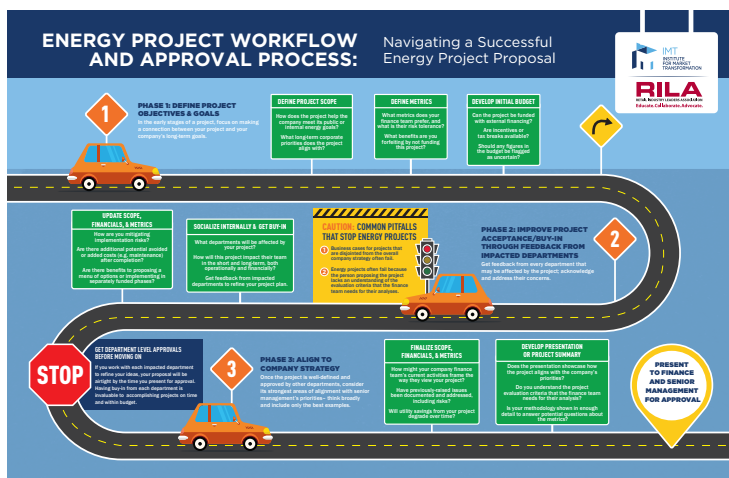 ENERGY PROJECT WORKFLOW
AND APPROVAL PROCESS:
Navigating a Successful
Energy Project Proposal
IMT
INSTITUTE
FOR MARKET
TRANSFORMATION
RILA
RETAIL INDUSTRY LEADERS ASSOCIATION
Educate. Collaborate. Advocate.
1
PHASE 1: DEFINE PROJECT
OBJECTIVES & GOALS
In the early stages of a project, focus on making
a connection between your project and your
company's long-term goals.
DEFINE PROJECT SCOPE
How does the project help the
company meet its public or
internal energy goals?
What long-term corporate
priorities does the project
align with?
DEFINE METRICS
What metrics does your
finance team prefer, and
what is their risk tolerance?
What benefits are you
forfeiting by not funding
this project?
DEVELOP INITIAL BUDGET
Can the project be funded
with external financing?
Are incentives or
tax breaks available?
Should any figures in
the budget be flagged
as uncertain?
UPDATE SCOPE,
FINANCIALS, & METRICS
How are you mitigating
implementation risks?
Are there additional potential avoided
or added costs (e.g. maintenance)
after completion?
Are there benefits to proposing a
menu of options or implementing in
separately funded phases?
SOCIALIZE INTERNALLY & GET BUY-IN
What departments will be affected by
your project?
How will this project impact their team
in the short and long-term, both
operationally and financially?
Get feedback from impacted
departments to refine your project plan.
CAUTION: COMMON PITFALLS
THAT STOP ENERGY PROJECTS
1 Business cases for projects that
are disjointed from the overall
company strategy often fail.
2 Energy projects often fail because
the person proposing the project
lacks an understanding of the
evaluation criteria that the finance
team needs for their analyses.
PHASE 2: IMPROVE PROJECT
ACCEPTANCE/BUY-IN
THROUGH FEEDBACK FROM
IMPACTED DEPARTMENTS
Get feedback from every department that
may be affected by the project; acknowledge
and address their concerns.
2
STOP
GET DEPARTMENT LEVEL APPROVALS
BEFORE MOVING ON
If you work with each impacted department
to refine your ideas, your proposal will be
airtight by the time you present for approval.
Having buy-in from each department is
invaluable to accomplishing projects on time
and within budget.
3
PHASE 3: ALIGN TO
COMPANY STRATEGY
Once the project is well-defined and
approved by other departments, consider
its strongest areas of alignment with senior
management's priorities– think broadly
and include only the best examples.
FINALIZE SCOPE,
FINANCIALS, & METRICS
How might your company finance
team's current activities frame the
way they view your project?
Have previously-raised issues
been documented and addressed,
including risks?
Will utility savings from your project
degrade over time?
DEVELOP PRESENTATION
OR PROJECT SUMMARY
Does the presentation showcase how
the project aligns with the company's
priorities?
Do you understand the project
evaluation criteria that the finance team
needs for their analysis?
Is your methodology shown in enough
detail to answer potential questions about
the metrics?
PRESENT
TO FINANCE
AND SENIOR
MANAGEMENT
FOR APPROVAL